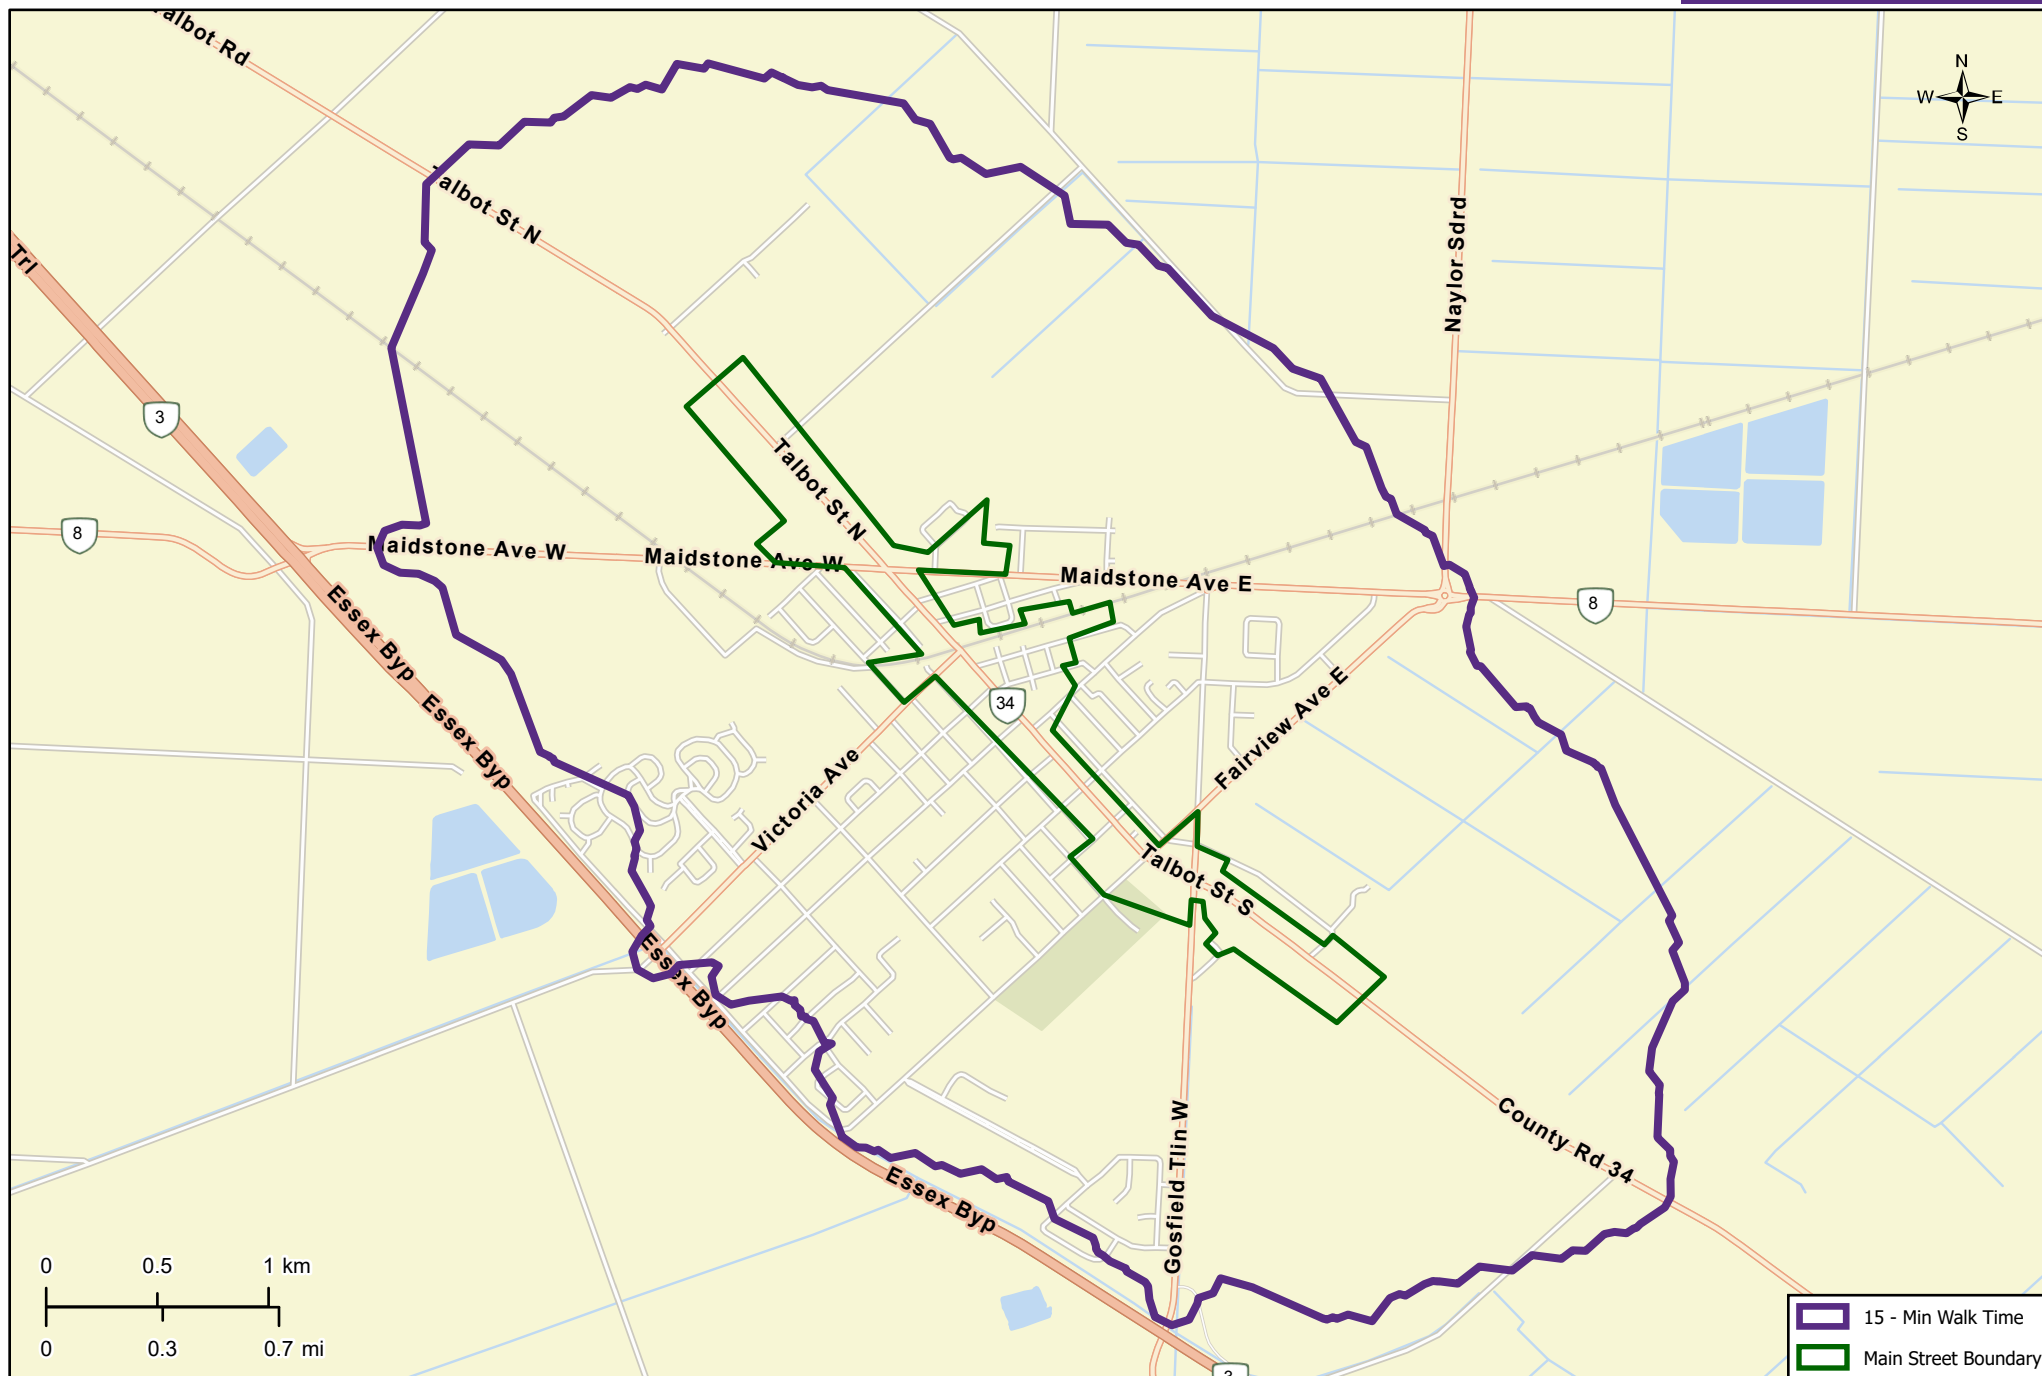 Talbot Rd
N
W E
S
Talbot St N
Naylor Sdrd
Trl
3
Talbot St N
8
Maidstone Ave W
Maidstone Ave W
Maidstone Ave E
8
Essex Byp
Essex Byp
34
Fairview Ave E
Victoria Ave
Talbot St S
Essex Byp
County Rd 34
Gosfield Tlin W
Essex Byp
0 0.5 1 km
0 0.3 0.7 mi
15 - Min Walk Time
Main Street Boundary
3